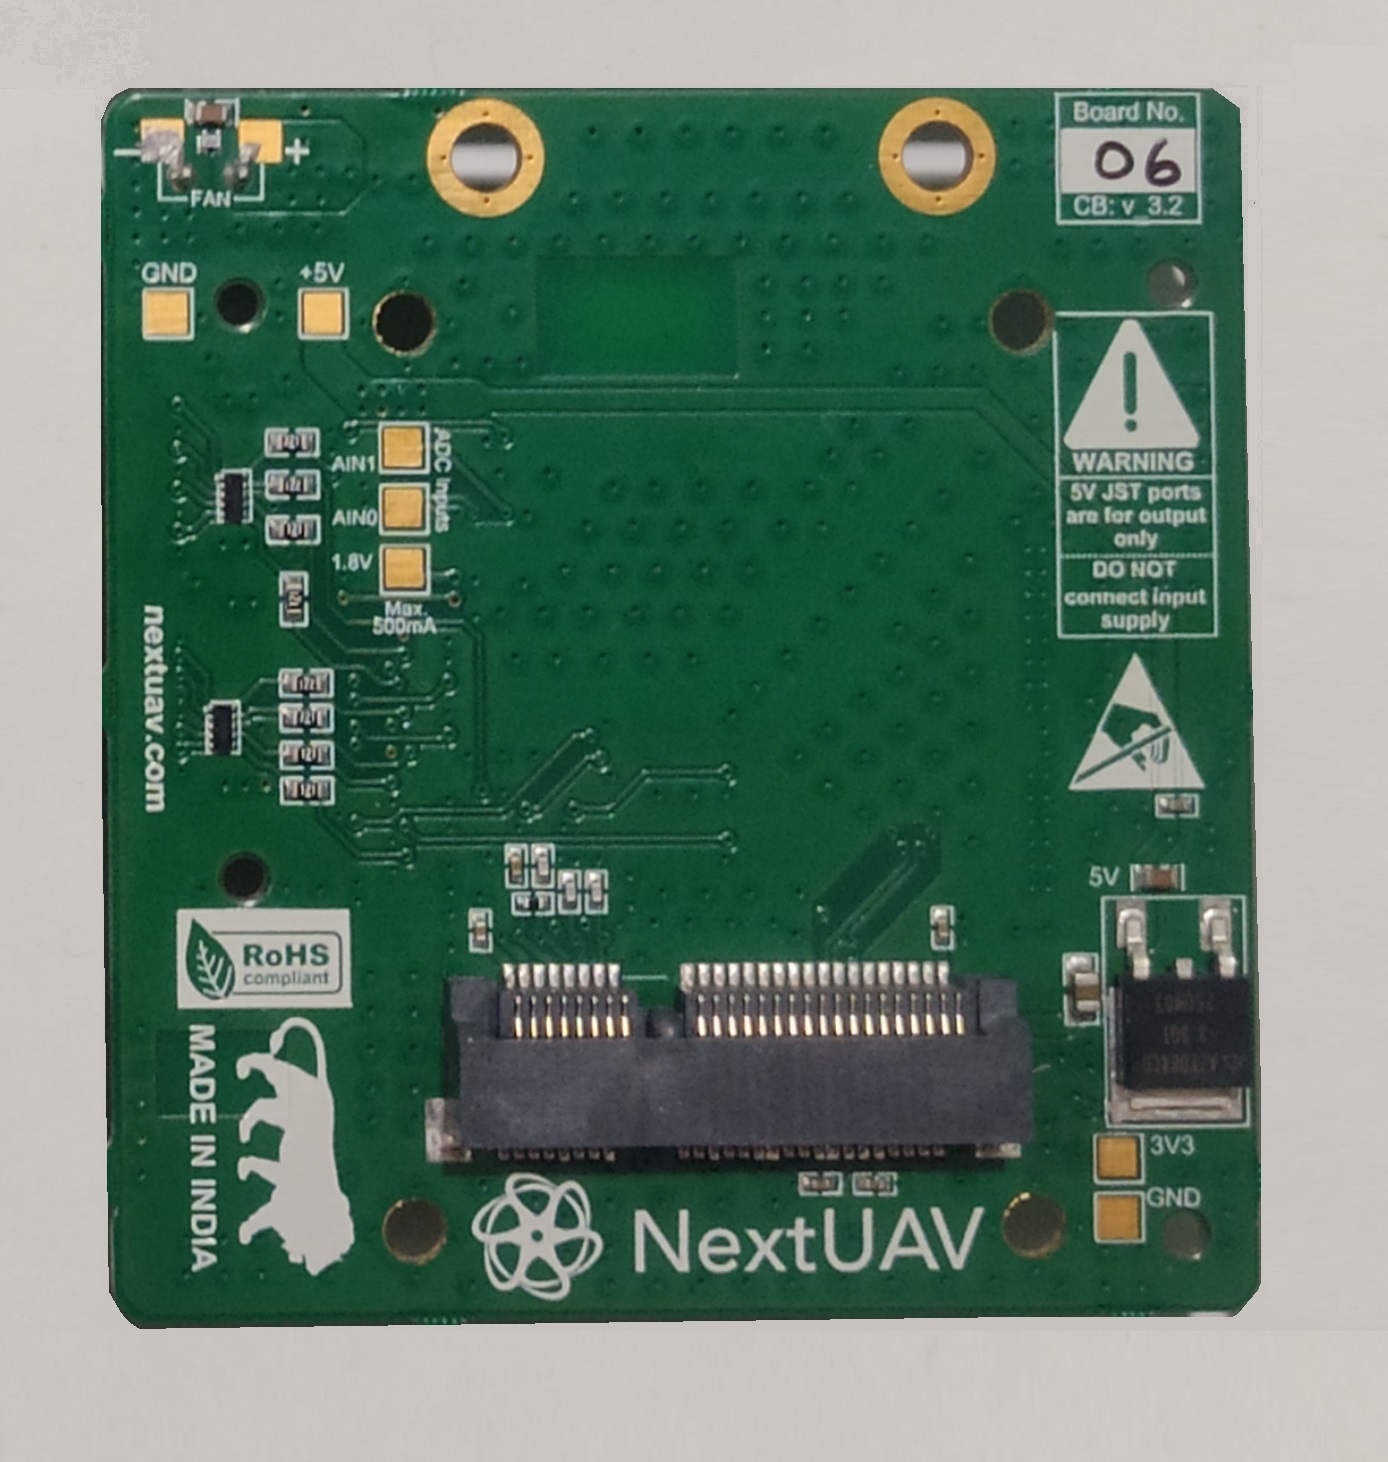 Board No.
06
CB: v_3.2
- +
FAN
GND
+5V
AIN1
AIN0
1.8V
ADC Inputs
Max.
500mA
WARNING
5V JST ports
are for output
only
DO NOT
connect input
supply
nextuav.com
5V
RoHS
compliant
MADE IN INDIA
3V3
GND
NextUAV